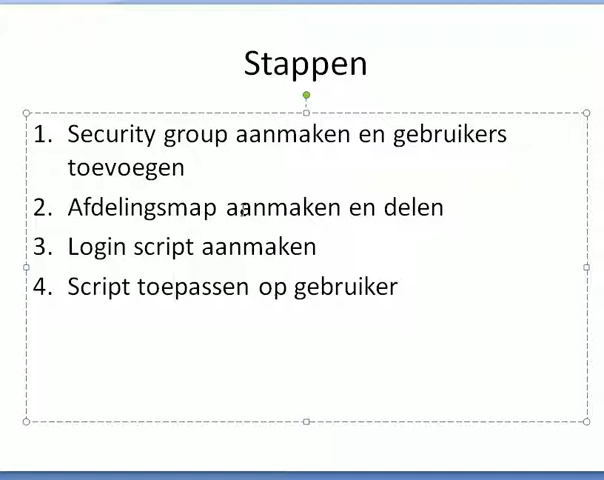 Stappen
1. Security group aanmaken en gebruikers
toevoegen
2. Afdelingsmap aanmaken en delen
3. Login script aanmaken
4. Script toepassen op gebruiker